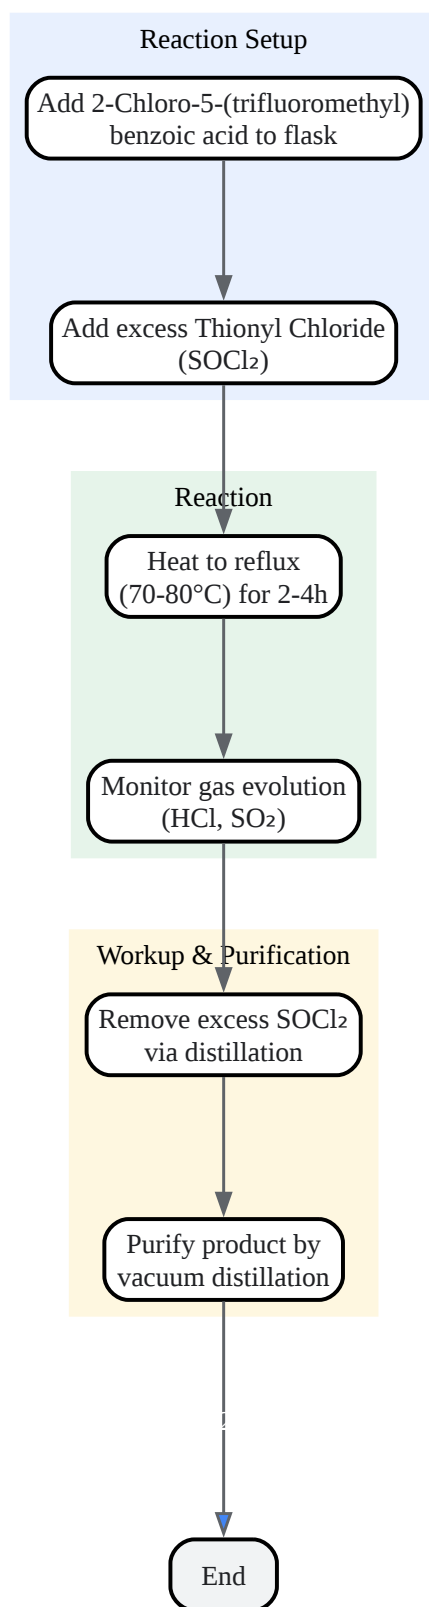 Reaction Setup
Add 2-Chloro-5-(trifluoromethyl)
benzoic acid to flask
Add excess Thionyl Chloride
(SOCl₂)
Reaction
Heat to reflux
(70-80°C) for 2-4h
Monitor gas evolution
(HCl, SO₂)
Workup & Purification
Remove excess SOCl₂
via distillation
Purify product by
vacuum distillation
End